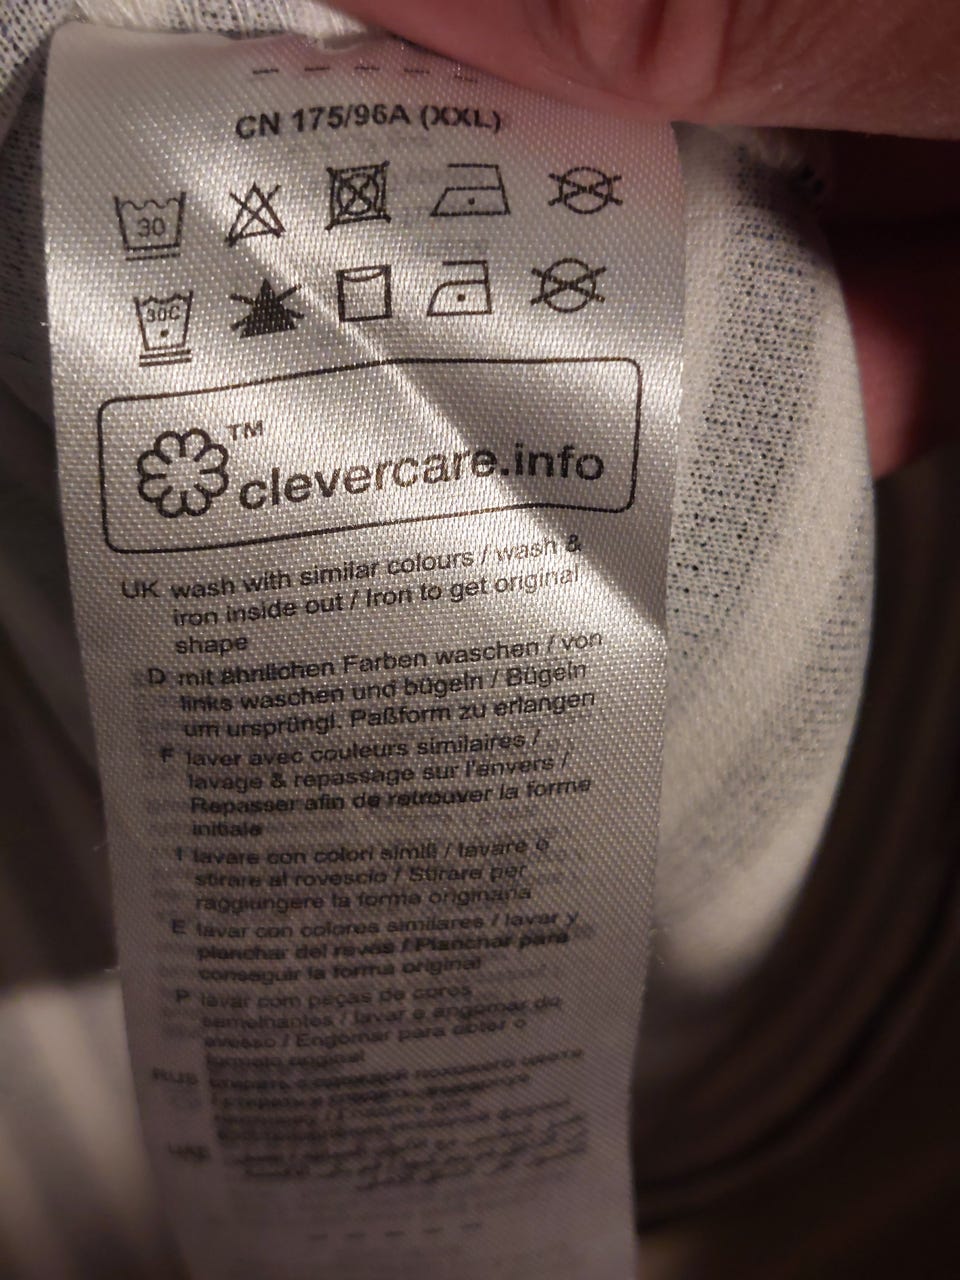 CN 175/96A (XXL)
30
30C
TM
clevercare.info
UK wash with similar colours / wash &
iron inside out / Iron to get original
shape
D mit ähnlichen Farben waschen / von
links waschen und bügeln / Bügeln
um ursprüngl. Paßform zu erlangen
F laver avec couleurs similaires /
lavage & repassage sur l'envers /
Repasser afin de retrouver la forme
initiale
I lavare con colori simili / lavare e
stirare al rovescio / Stirare per
raggiungere la forma originaria
E lavar con colores similares / lavar y
planchar del revés / Planchar para
conseguir la forma original
P lavar com peças de cores
semelhantes / lavar e engomar do
avesso / Engomar para obter o
formato original
RUS
UAE